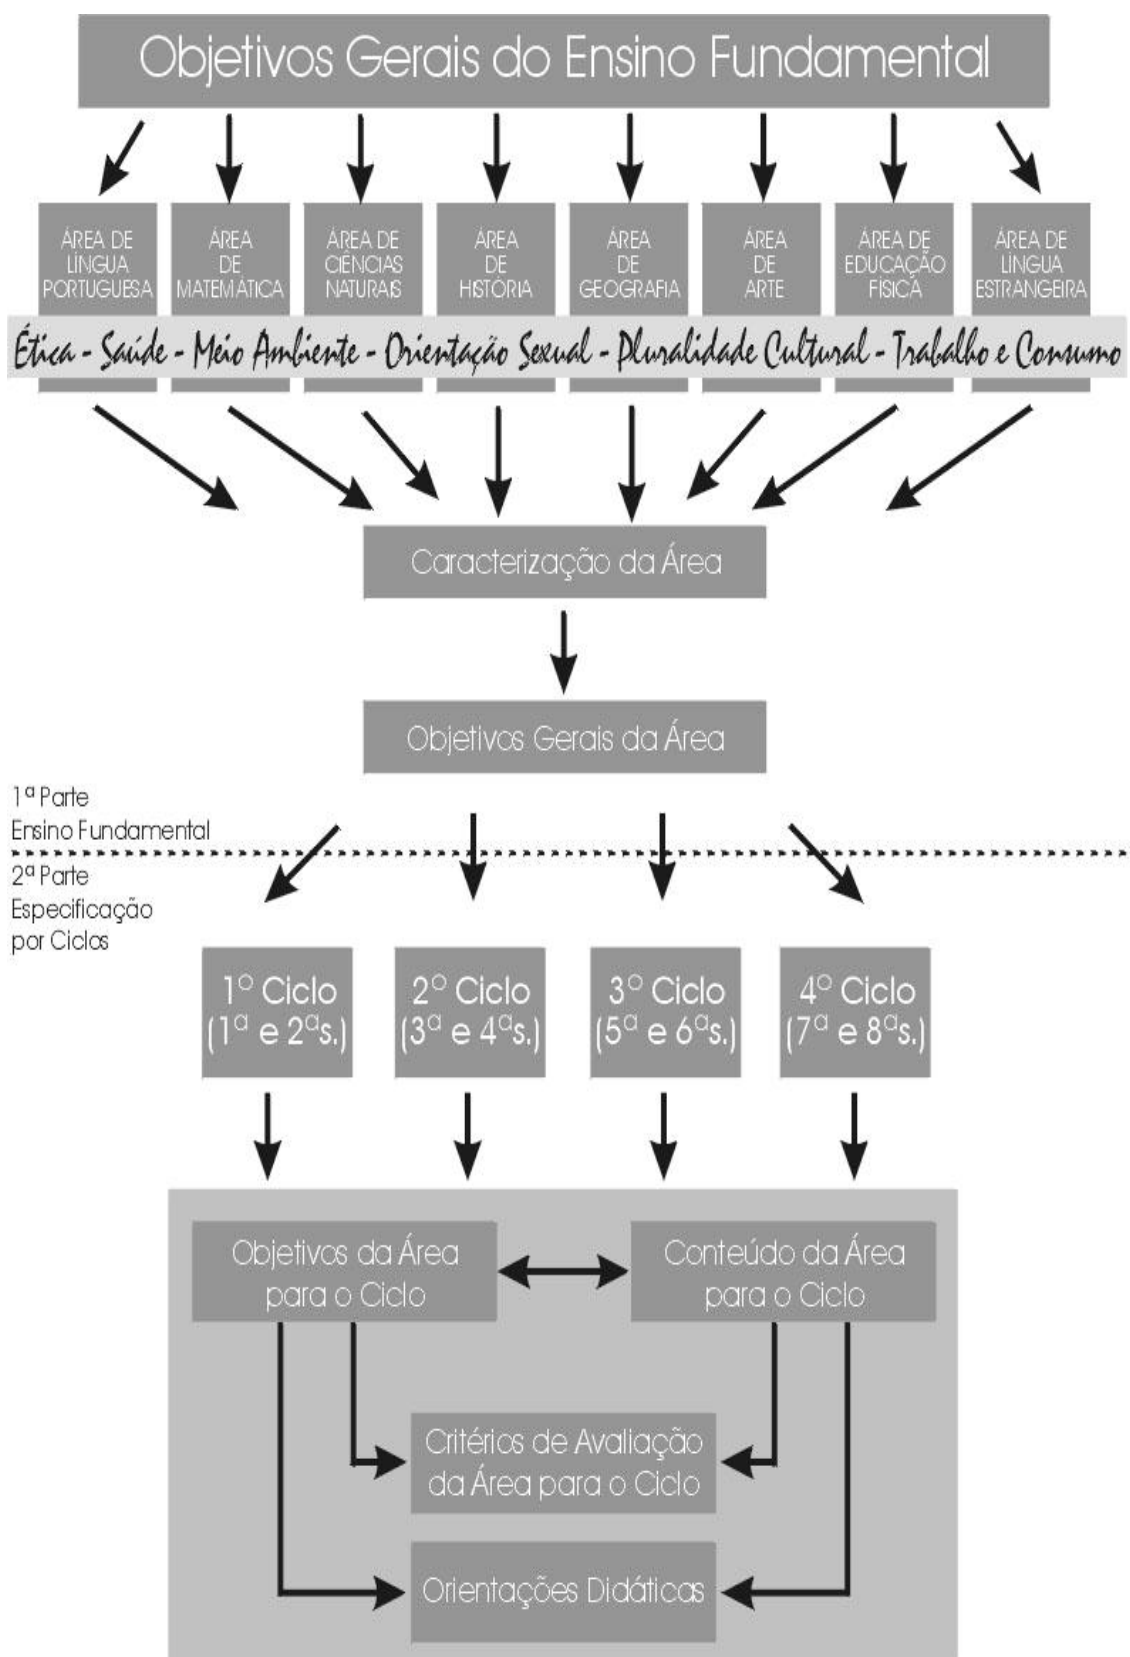 Objetivos Gerais do Ensino Fundamental
ÁREA DE
LÍNGUA
PORTUGUESA
ÁREA
DE
MATEMÁTICA
ÁREA DE
CIÊNCIAS
NATURAIS
ÁREA
DE
HISTÓRIA
ÁREA
DE
GEOGRAFIA
ÁREA
DE
ARTE
ÁREA DE
EDUCAÇÃO
FÍSICA
ÁREA DE
LÍNGUA
ESTRANGEIRA
Ética - Saúde - Meio Ambiente - Orientação Sexual - Pluralidade Cultural - Trabalho e Consumo
Caracterização da Área
Objetivos Gerais da Área
1ª Parte
Ensino Fundamental
2ª Parte
Especificação
por Ciclos
1º Ciclo
(1ª e 2ªs.)
2º Ciclo
(3ª e 4ªs.)
3º Ciclo
(5ª e 6ªs.)
4º Ciclo
(7ª e 8ªs.)
Objetivos da Área
para o Ciclo
Conteúdo da Área
para o Ciclo
Critérios de Avaliação
da Área para o Ciclo
Orientações Didáticas